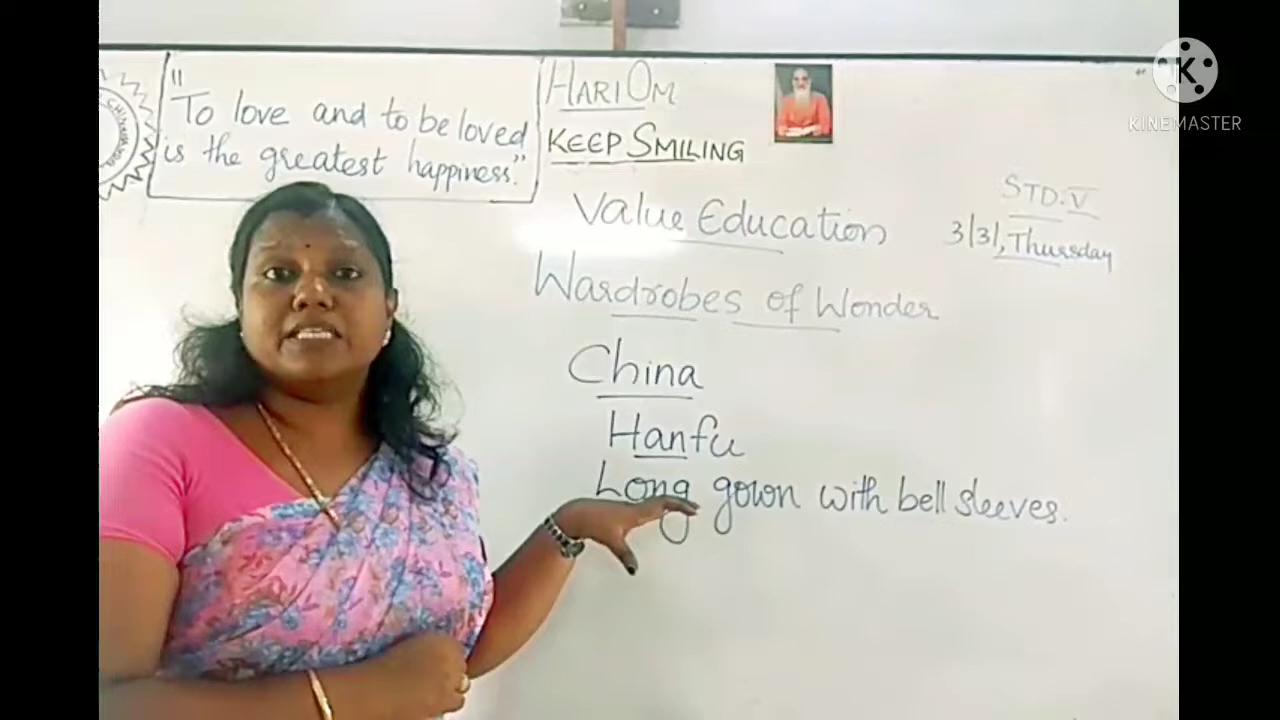 "To love and to be loved
is the greatest happiness."
HARI OM
KEEP SMILING
Value Education
STD. V
3/3/, Thursday
Wardrobes of Wonder
China
Hanfu
Long gown with bell sleeves.
K
KINEMASTER